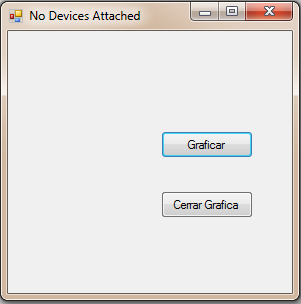 No Devices Attached
Graficar
Cerrar Grafica